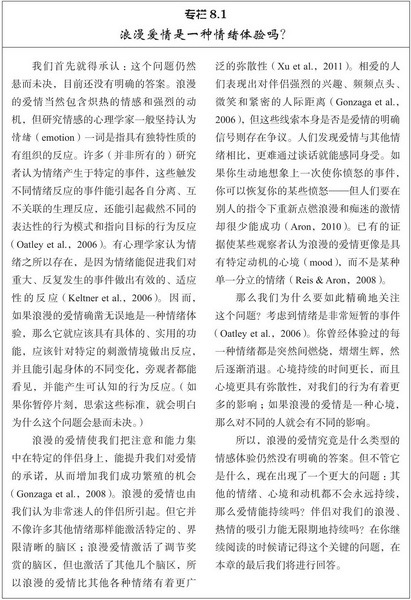 专栏 8.1
浪漫爱情是一种情绪体验吗？
我们首先就得承认：这个问题仍然
悬而未决，目前还没有明确的答案。浪漫
的爱情当然包含炽热的情感和强烈的动
机，但研究情感的心理学家一般坚持认为
情绪（emotion）一词是指具有独特性质的
有组织的反应。许多（并非所有的）研究
者认为情绪产生于特定的事件，这些触发
不同情绪反应的事件能引起各自分离、互
不关联的生理反应，还能引起截然不同的
表达性的行为模式和指向目标的行为反应
(Oatley et al., 2006)。有心理学家认为情
绪之所以存在，是因为情绪能促进我们对
重大、反复发生的事件做出有效的、适应
性的反应（Keltner et al., 2006）。因而，
如果浪漫的爱情确凿无误地是一种情绪体
验，那么它就应该具有具体的、实用的功
能，应该针对特定的刺激情境做出反应，
并且能引起身体的不同变化，旁观者都能
看见，并能产生可认知的行为反应。（如
果你暂停片刻，思索这些标准，就会明白
为什么这个问题会悬而未决。）
浪漫的爱情使我们把注意和能力集
中在特定的伴侣身上，能提升我们对爱情
的承诺，从而增加我们成功繁殖的机会
(Gonzaga et al., 2008)。浪漫的爱情也由
我们认为非常迷人的伴侣所引起。但它并
不像许多其他情绪那样能激活特定的、界
限清晰的脑区；浪漫爱情激活了调节奖
赏的脑区，但也激活了其他几个脑区，所
以浪漫的爱情比其他各种情绪有着更广
泛的弥散性（Xu et al., 2011）。相爱的人
们表现出对伴侣强烈的兴趣、频频点头、
微笑和紧密的人际距离（Gonzaga et al.,
2006），但这些线索本身是否是爱情的明确
信号则存在争议。人们发现爱情与其他情
绪相比，更难通过谈话就能感同身受。如
果你生动地想象上一次使你愤怒的事件，
你可以恢复你的某些愤怒——但人们要在
别人的指令下重新点燃浪漫和痴迷的激情
却很少能成功（Aron, 2010）。已有的证
据使某些观察者认为浪漫的爱情更像是具
有特定动机的心境（mood），而不是某种
单一分立的情绪（Reis & Aron, 2008）。
那么我们为什么要如此精确地关注
这个问题？考虑到情绪是非常短暂的事件
(Oatley et al., 2006)。你曾经体验过的每
一种情绪都是突然间燃烧，熠熠生辉，然
后逐渐消退。心境持续的时间更长，而且
心境更具有弥散性，对我们的行为有着更
多的影响；如果浪漫的爱情是一种心境，
那么对不同的人就会有不同的影响。
所以，浪漫的爱情究竟是什么类型的
情感体验仍然没有明确的答案。但不管它
是什么，现在出现了一个更大的问题：其
他的情绪、心境和动机都不会永远持续，
那么爱情能持续吗？伴侣对我们的浪漫、
热情的吸引力能无限期地持续吗？在你继
续阅读的时候请记得这个关键的问题，在
本章的最后我们将进行回答。